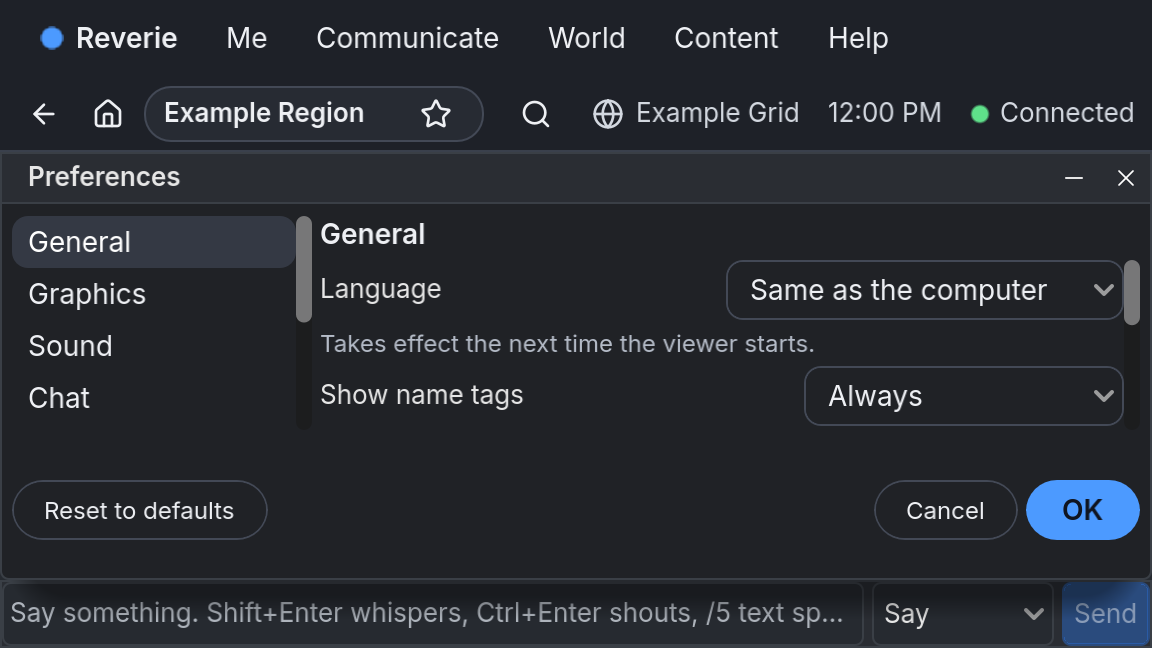 Reverie Me Communicate World Content Help
Example Region Example Grid 12:00 PM Connected
Preferences
General
Graphics
Sound
Chat
General
Language Same as the computer
Takes effect the next time the viewer starts.
Show name tags Always
Reset to defaults Cancel OK
Say something. Shift+Enter whispers, Ctrl+Enter shouts, /5 text sp... Say Send